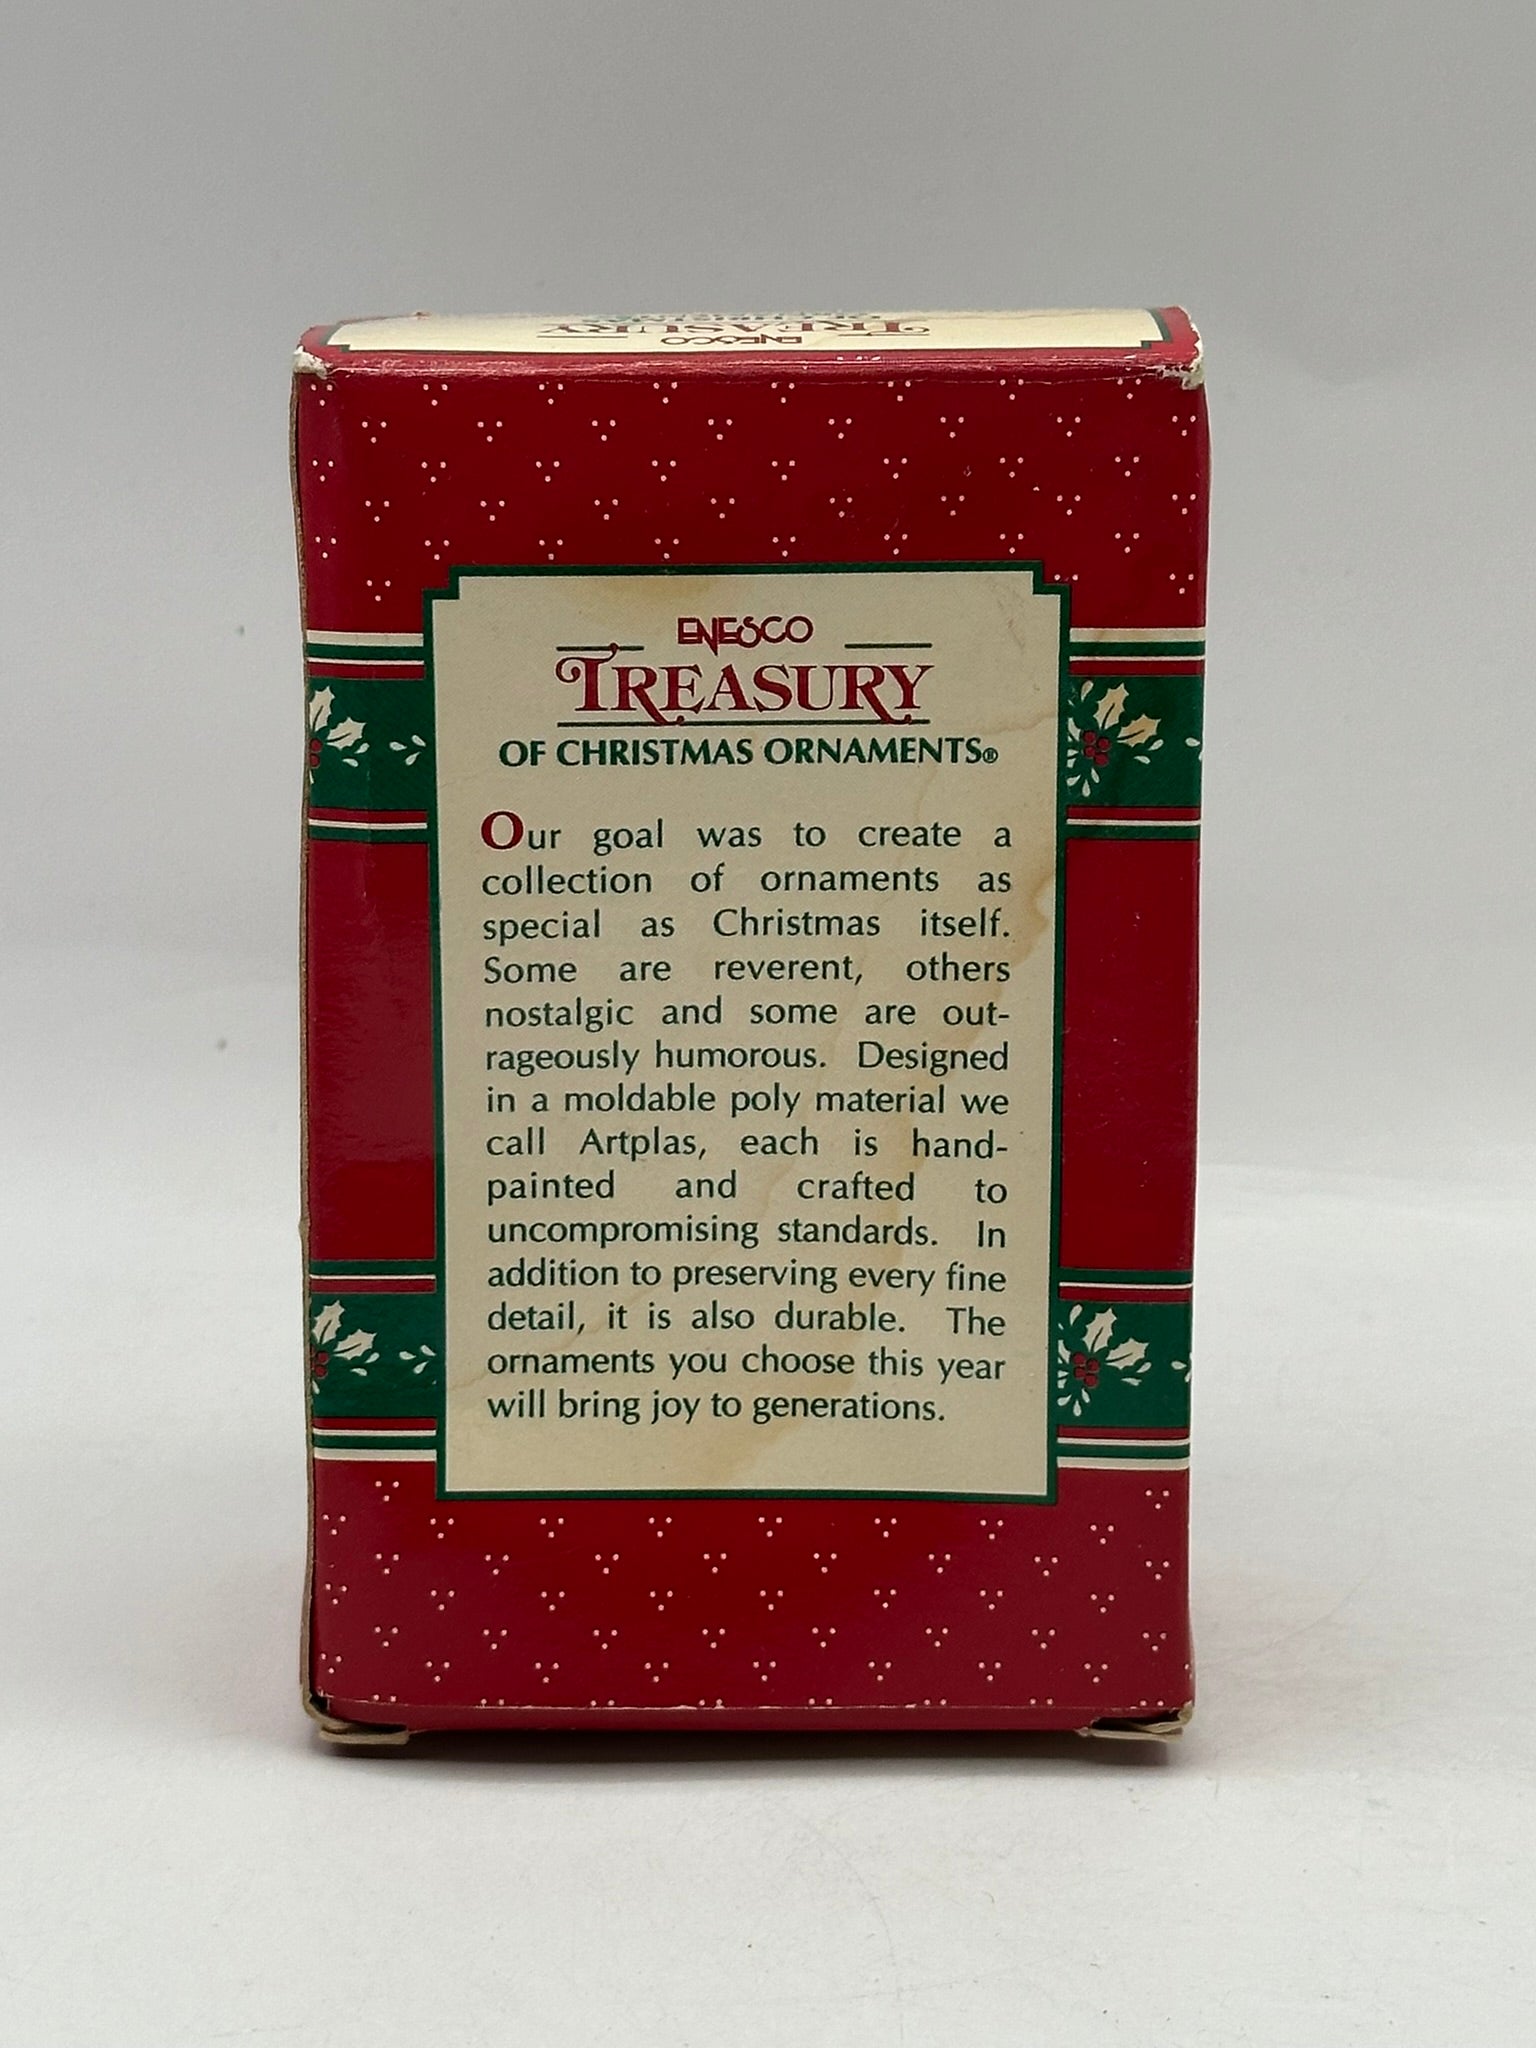 ENESCO
TREASURY
ENESCO
TREASURY
OF CHRISTMAS ORNAMENTS®
Our goal was to create a
collection of ornaments as
special as Christmas itself.
Some are reverent, others
nostalgic and some are out-
rageously humorous. Designed
in a moldable poly material we
call Artplas, each is hand-
painted and crafted to
uncompromising standards. In
addition to preserving every fine
detail, it is also durable. The
ornaments you choose this year
will bring joy to generations.